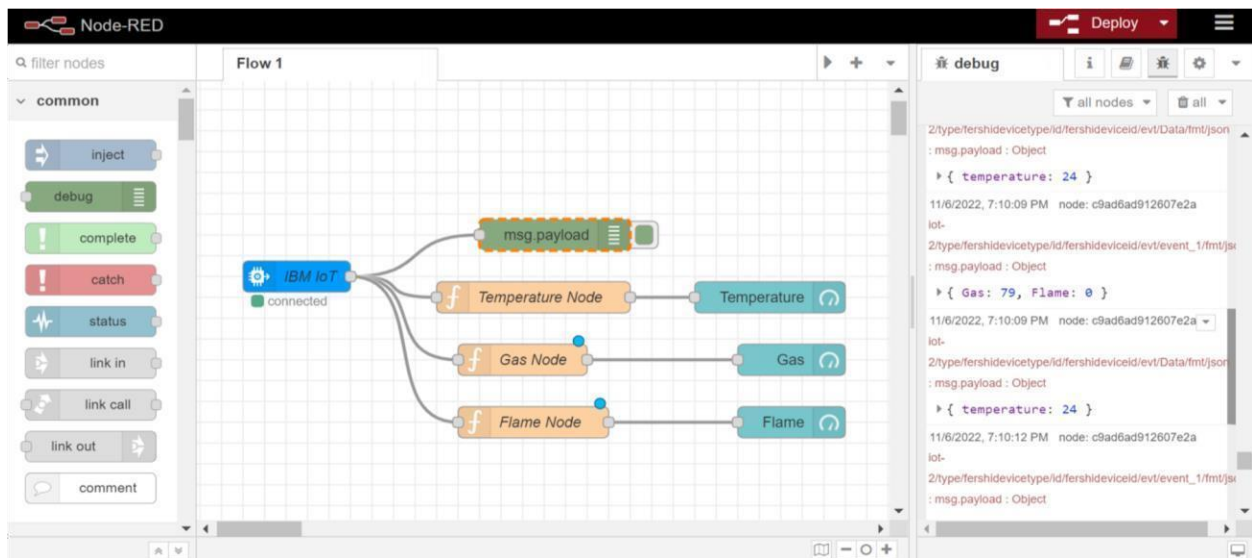 Node-RED
Deploy
filter nodes
Flow 1
debug
i
common
all nodes
all
inject
debug
complete
catch
status
link in
link call
link out
comment
msg.payload
IBM IoT
connected
Temperature Node
Temperature
Gas Node
Gas
Flame Node
Flame
2/type/fershidevicetype/id/fershideviceid/evt/Data/fmt/json
: msg.payload : Object
{ temperature: 24 }
11/6/2022, 7:10:09 PM node: c9ad6ad912607e2a
iot-
2/type/fershidevicetype/id/fershideviceid/evt/event_1/fmt/jso
: msg.payload : Object
{ Gas: 79, Flame: 0 }
11/6/2022, 7:10:09 PM node: c9ad6ad912607e2a
iot-
2/type/fershidevicetype/id/fershideviceid/evt/Data/fmt/json
: msg.payload : Object
{ temperature: 24 }
11/6/2022, 7:10:12 PM node: c9ad6ad912607e2a
iot-
2/type/fershidevicetype/id/fershideviceid/evt/event_1/fmt/jso
: msg.payload : Object